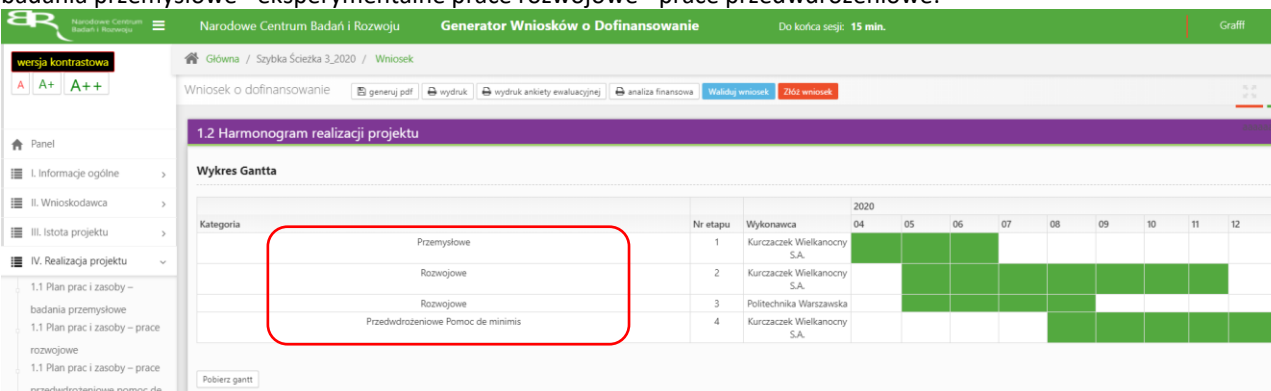 badania przemysłowe - eksperymentalne prace rozwojowe - prace przedwdrożeniowe.
Narodowe Centrum
Badań i Rozwoju
Narodowe Centrum Badań i Rozwoju Generator Wniosków o Dofinansowanie Do końca sesji: 15 min. Grafff
wersja kontrastowa
A A+ A++
Główna / Szybka Ścieżka 3_2020 / Wniosek
Wniosek o dofinansowanie generuj pdf wydruk wydruk ankiety ewaluacyjnej analiza finansowa Waliduj wniosek Złóż wniosek
1.2 Harmonogram realizacji projektu
Panel
I. Informacje ogólne
II. Wnioskodawca
III. Istota projektu
IV. Realizacja projektu
1.1 Plan prac i zasoby –
badania przemysłowe
1.1 Plan prac i zasoby – prace
rozwojowe
1.1 Plan prac i zasoby – prace
przedwdrożeniowe pomoc de
Wykres Gantta
2020
Kategoria Nr etapu Wykonawca 04 05 06 07 08 09 10 11 12
Przemysłowe 1 Kurczaczek Wielkanocny
S.A.
Rozwojowe 2 Kurczaczek Wielkanocny
S.A.
Rozwojowe 3 Politechnika Warszawska
Przedwdrożeniowe Pomoc de minimis 4 Kurczaczek Wielkanocny
S.A.
Pobierz gantt